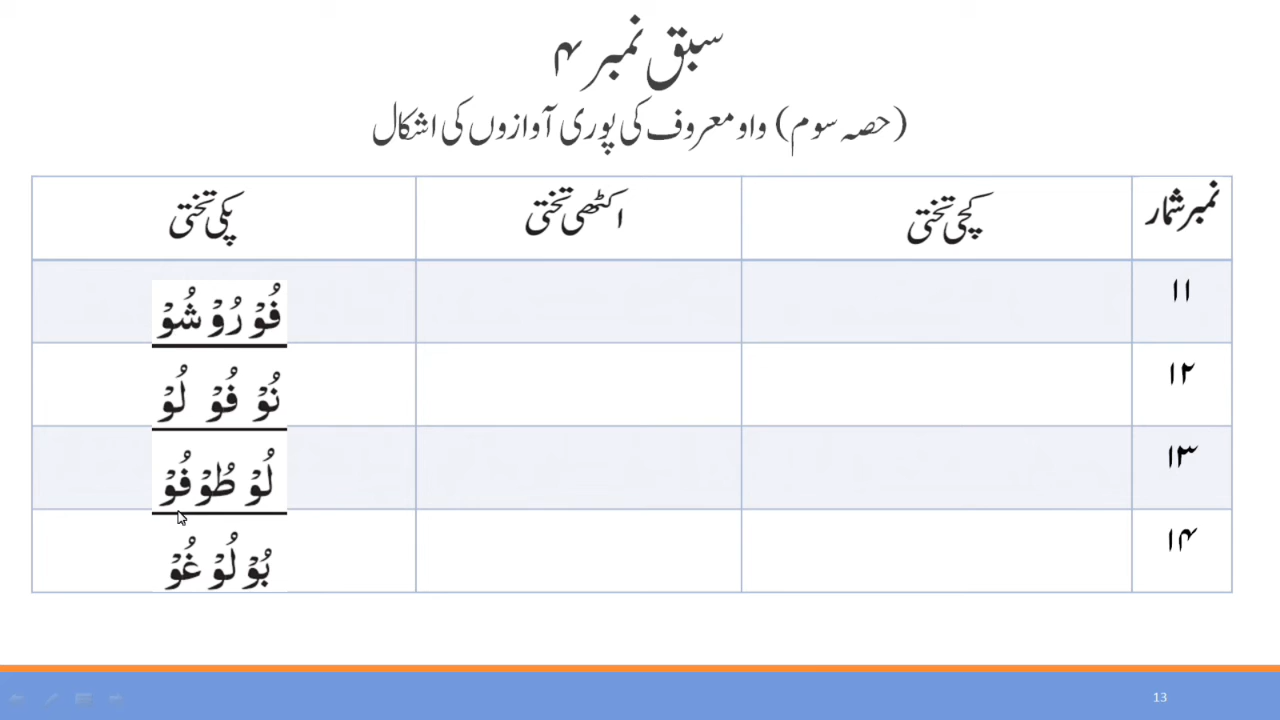 سبق نمبر ۴
(حصہ سوم) واو معروف کی پوری آوازوں کی اشکال
نمبر شمار کچی تختی اکٹھی تختی پکی تختی
۱۱ فُوْ رُوْ شُوْ
۱۲ نُوْ فُوْ لُوْ
۱۳ لُوْ طُوْ فُوْ
۱۴ بُوْ لُوْ غُوْ
13